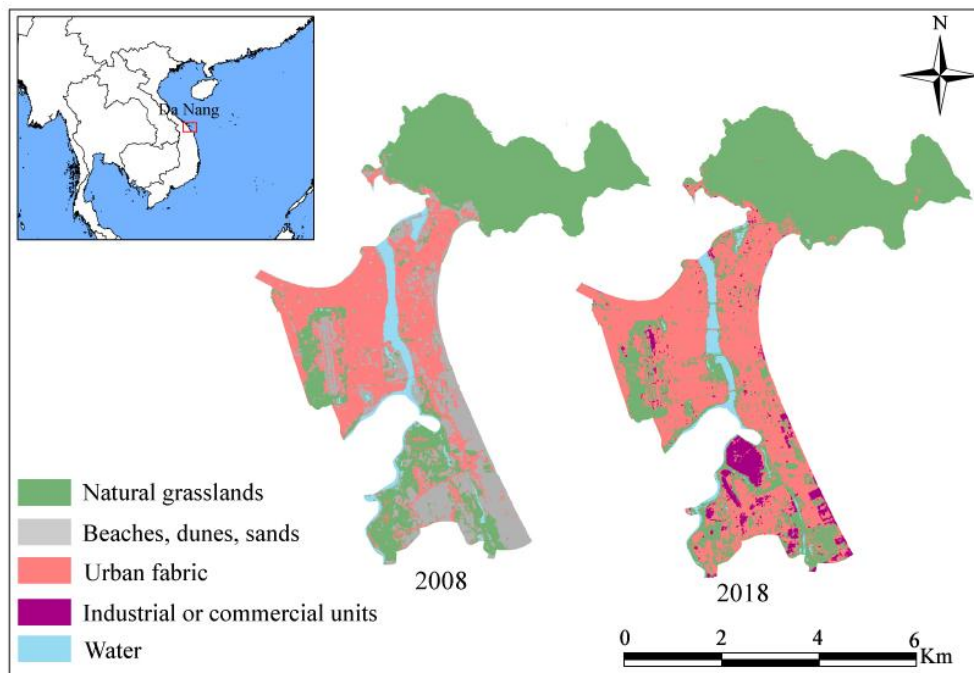 N
Da Nang
Natural grasslands
Beaches, dunes, sands
Urban fabric
Industrial or commercial units
Water
2008
2018
0 2 4 6
Km